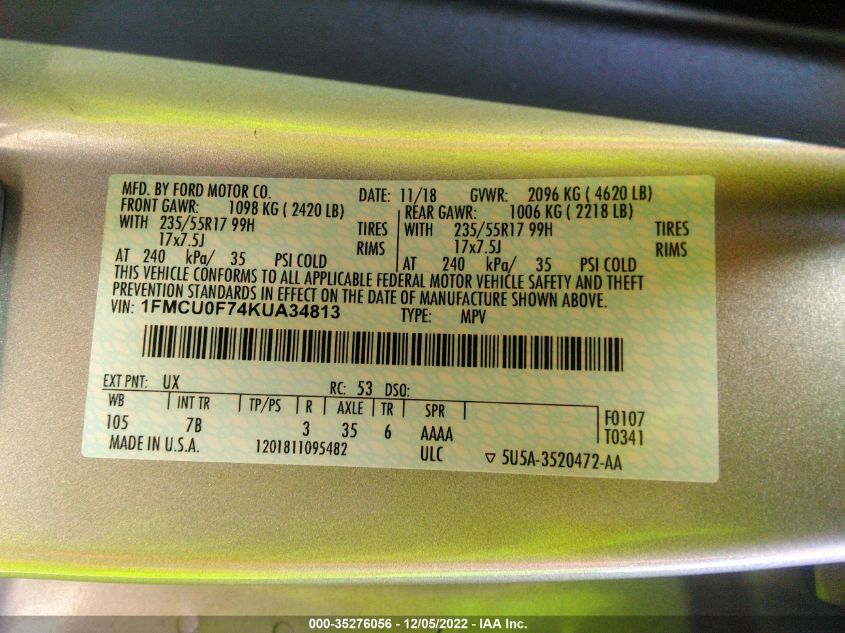 MFD. BY FORD MOTOR CO. DATE: 11/18 GVWR: 2096 KG ( 4620 LB)
FRONT GAWR: 1098 KG ( 2420 LB) REAR GAWR: 1006 KG ( 2218 LB)
WITH 235/55R17 99H TIRES WITH 235/55R17 99H TIRES
17x7.5J RIMS 17x7.5J RIMS
AT 240 kPa/ 35 PSI COLD AT 240 kPa/ 35 PSI COLD
THIS VEHICLE CONFORMS TO ALL APPLICABLE FEDERAL MOTOR VEHICLE SAFETY AND THEFT
PREVENTION STANDARDS IN EFFECT ON THE DATE OF MANUFACTURE SHOWN ABOVE.
VIN: 1FMCU0F74KUA34813 TYPE: MPV
EXT PNT: UX RC: 53 DSO:
WB INT TR TP/PS R AXLE TR SPR F0107
105 7B 3 35 6 AAAA T0341
MADE IN U.S.A. 1201811095482 ULC ▽ 5U5A-3520472-AA
000-35276056 - 12/05/2022 - IAA Inc.